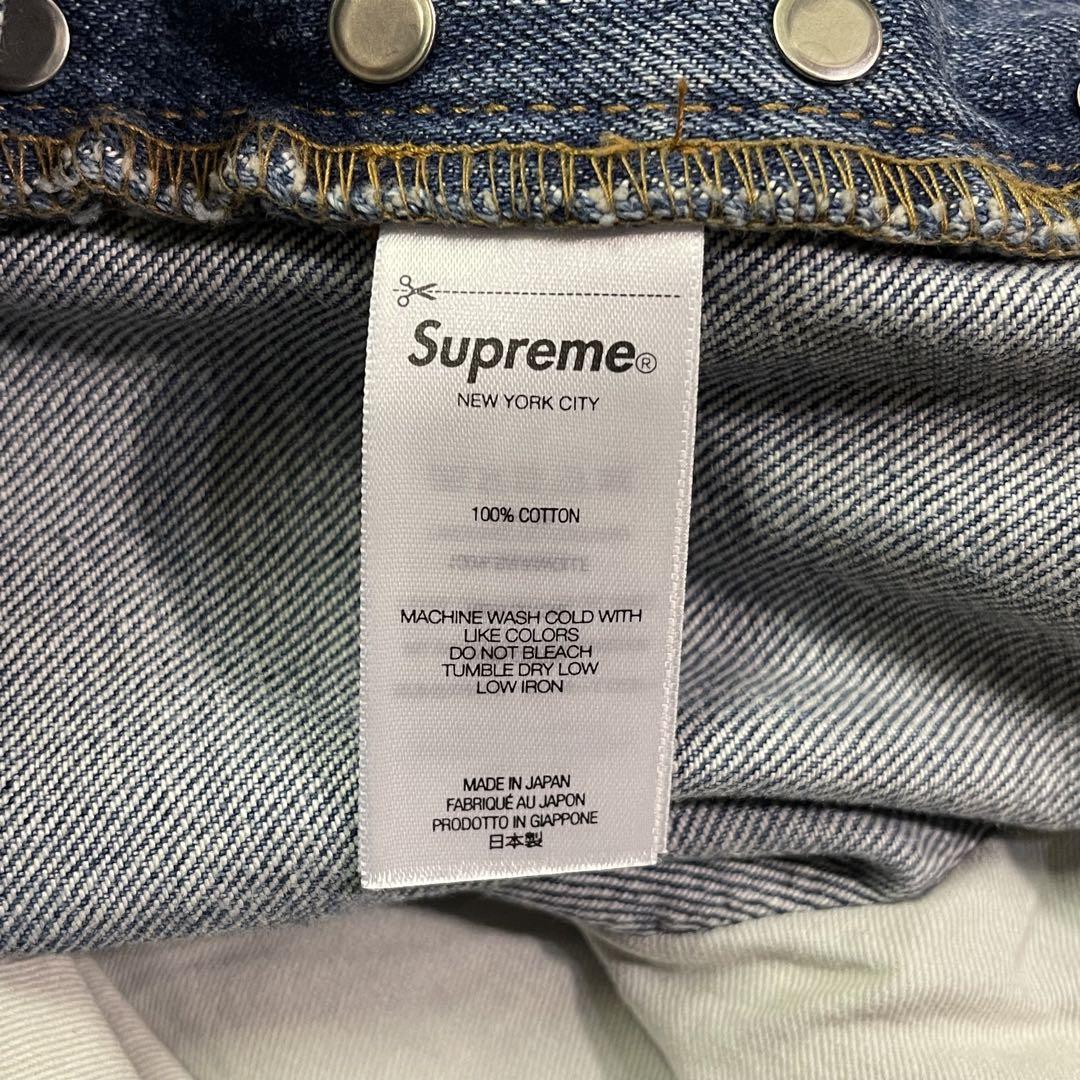 Supreme®
NEW YORK CITY
100% COTTON
MACHINE WASH COLD WITH
LIKE COLORS
DO NOT BLEACH
TUMBLE DRY LOW
LOW IRON
MADE IN JAPAN
FABRIQUÉ AU JAPON
PRODOTTO IN GIAPPONE
日本製